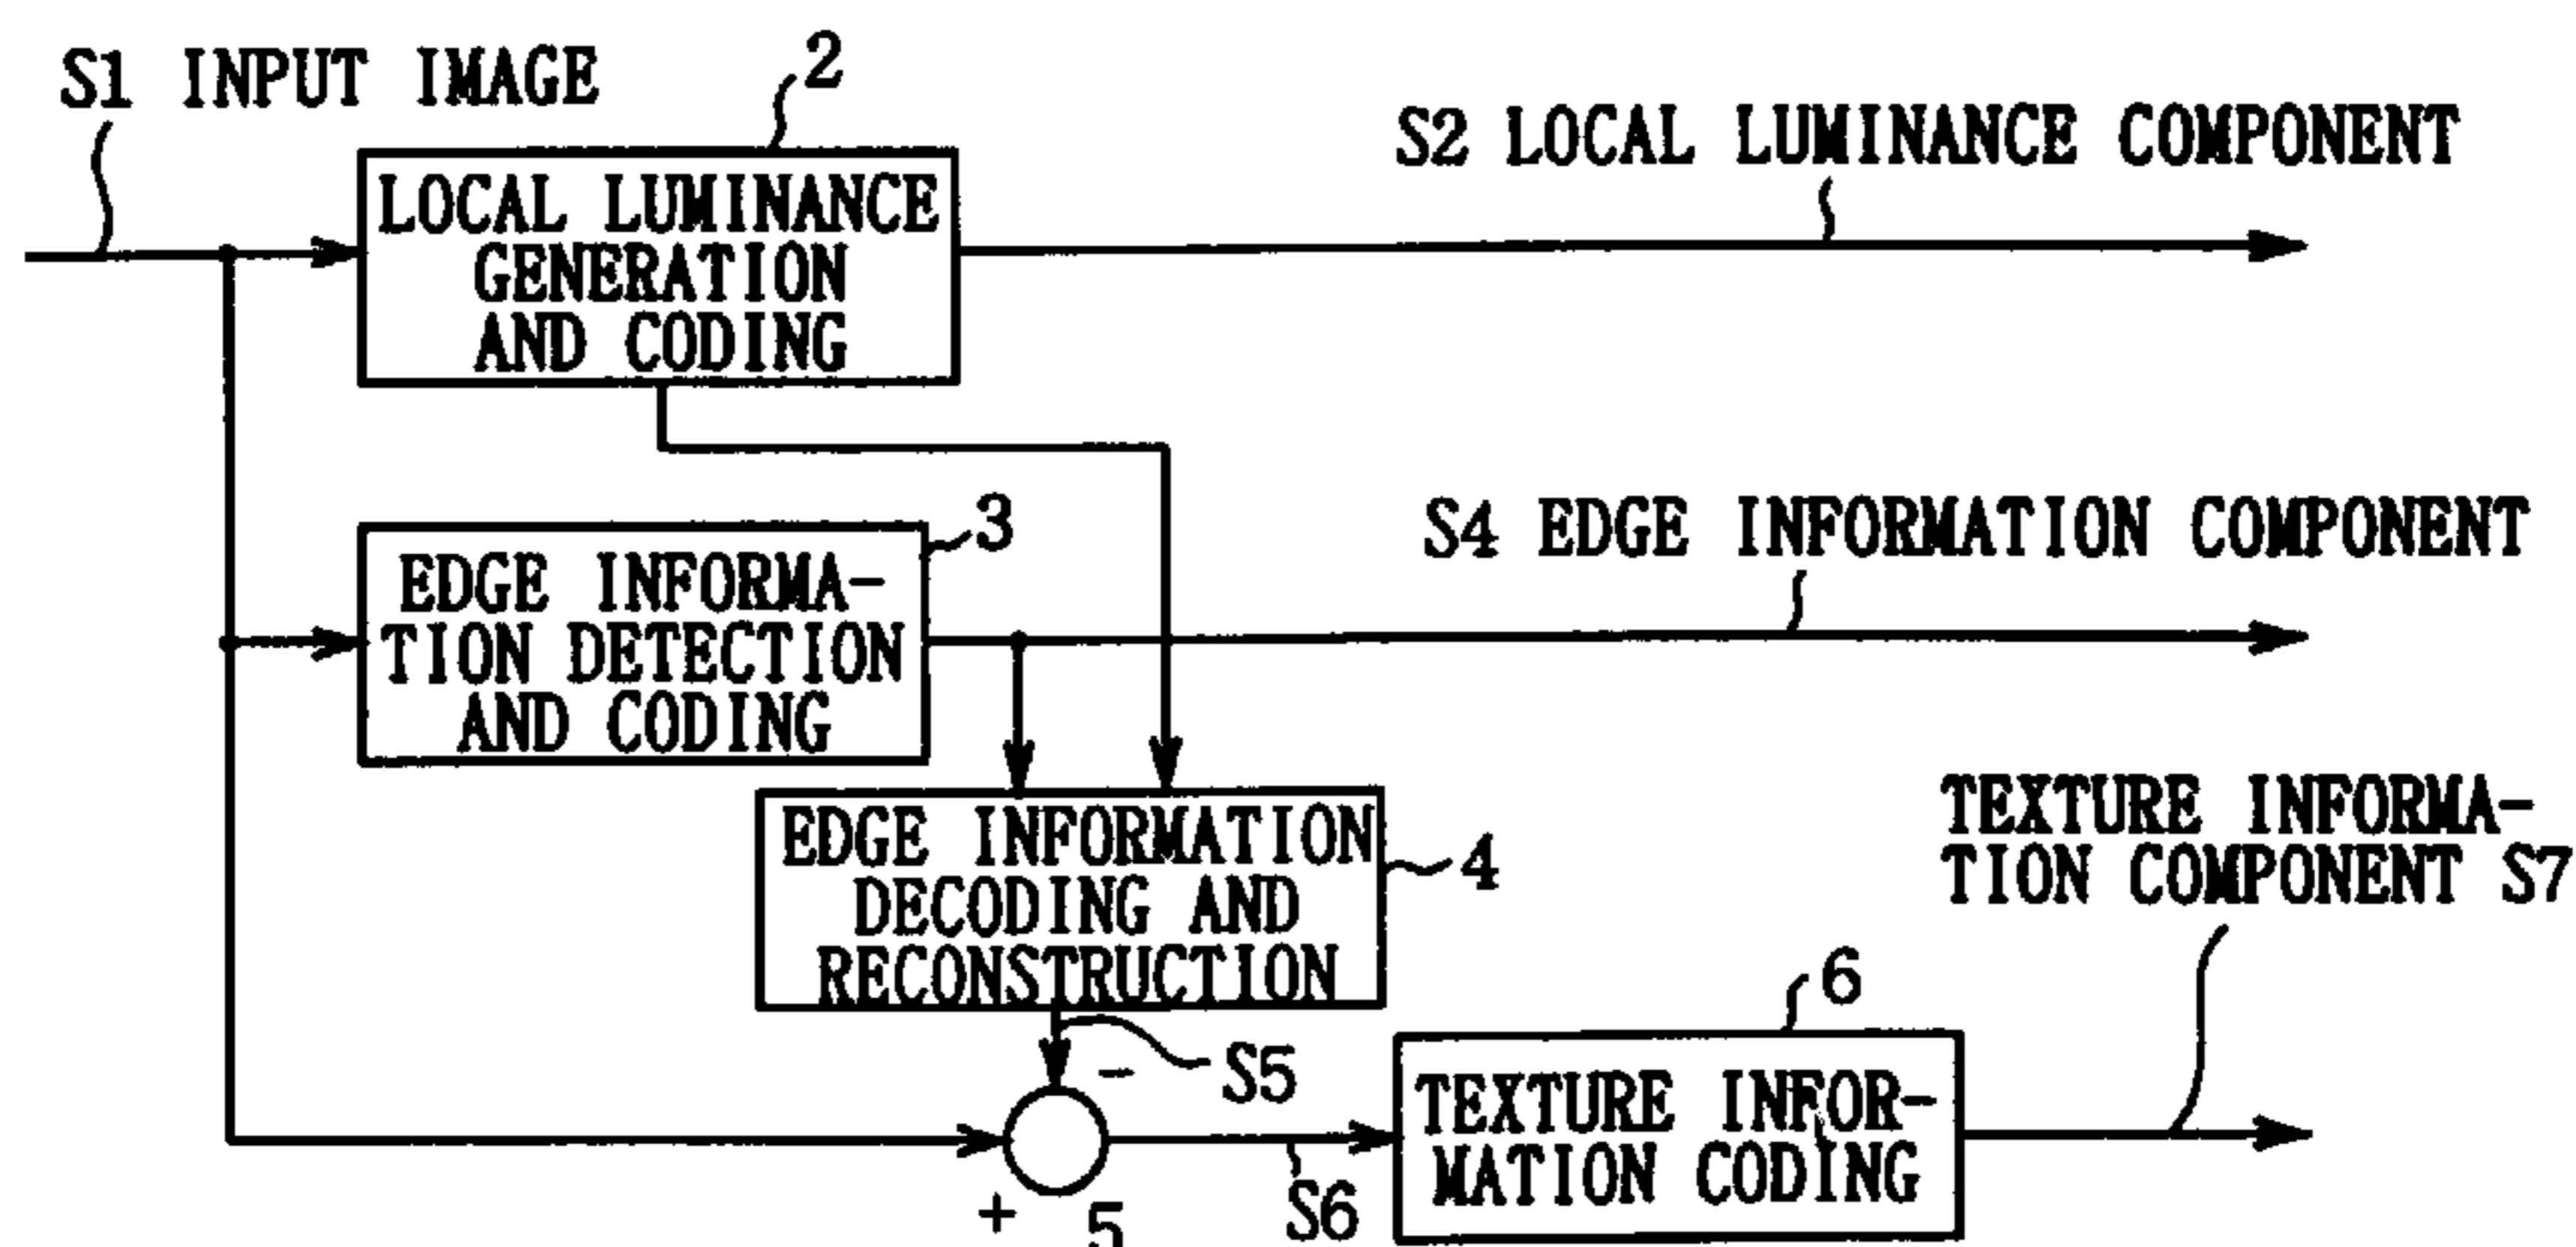 S1 INPUT IMAGE
2
LOCAL LUMINANCE
GENERATION
AND CODING
S2 LOCAL LUMINANCE COMPONENT
3
EDGE INFORMA-
TION DETECTION
AND CODING
S4 EDGE INFORMATION COMPONENT
EDGE INFORMATION
DECODING AND
RECONSTRUCTION
4
TEXTURE INFORMA-
TION COMPONENT S7
S5
-
+
5
S6
6
TEXTURE INFOR-
MATION CODING